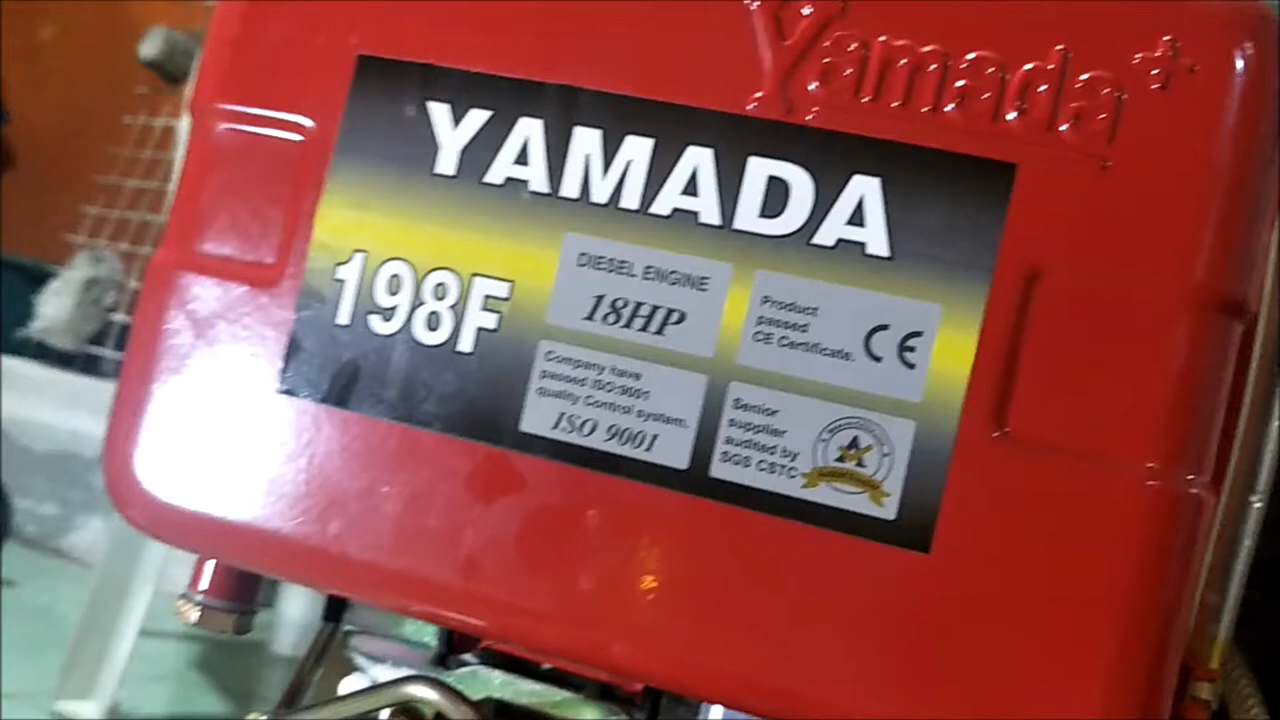 Yamada+
YAMADA
198F
DIESEL ENGINE
18HP
Product
passed
CE Certificate.
CE
Company have
passed ISO:9001
quality Control system.
ISO 9001
Senior
supplier
audited by
SGS CSTC
A